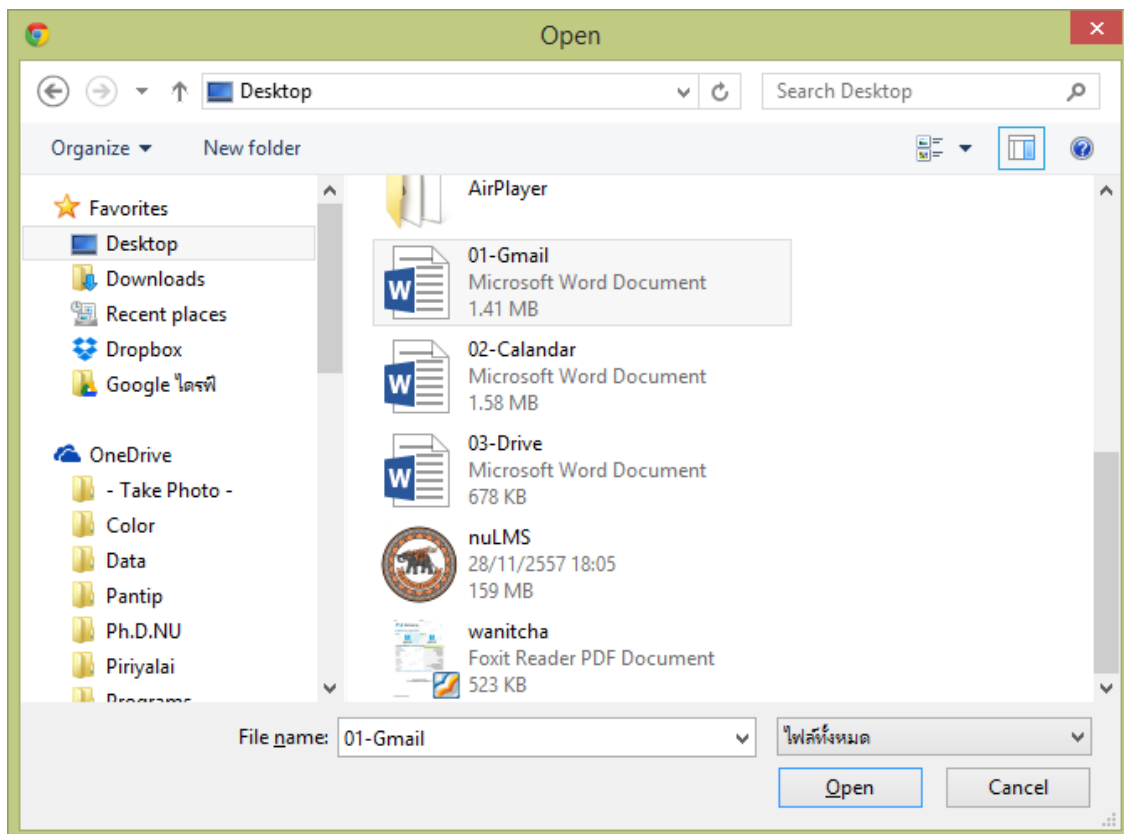 Open
Desktop
Search Desktop
Organize
New folder
Favorites
Desktop
Downloads
Recent places
Dropbox
Google ไดรฟ์
OneDrive
- Take Photo -
Color
Data
Pantip
Ph.D.NU
Piriyalai
Programs
AirPlayer
01-Gmail
Microsoft Word Document
1.41 MB
02-Calandar
Microsoft Word Document
1.58 MB
03-Drive
Microsoft Word Document
678 KB
nuLMS
28/11/2557 18:05
159 MB
wanitcha
Foxit Reader PDF Document
523 KB
File name: 01-Gmail
ไฟล์ทั้งหมด
Open
Cancel